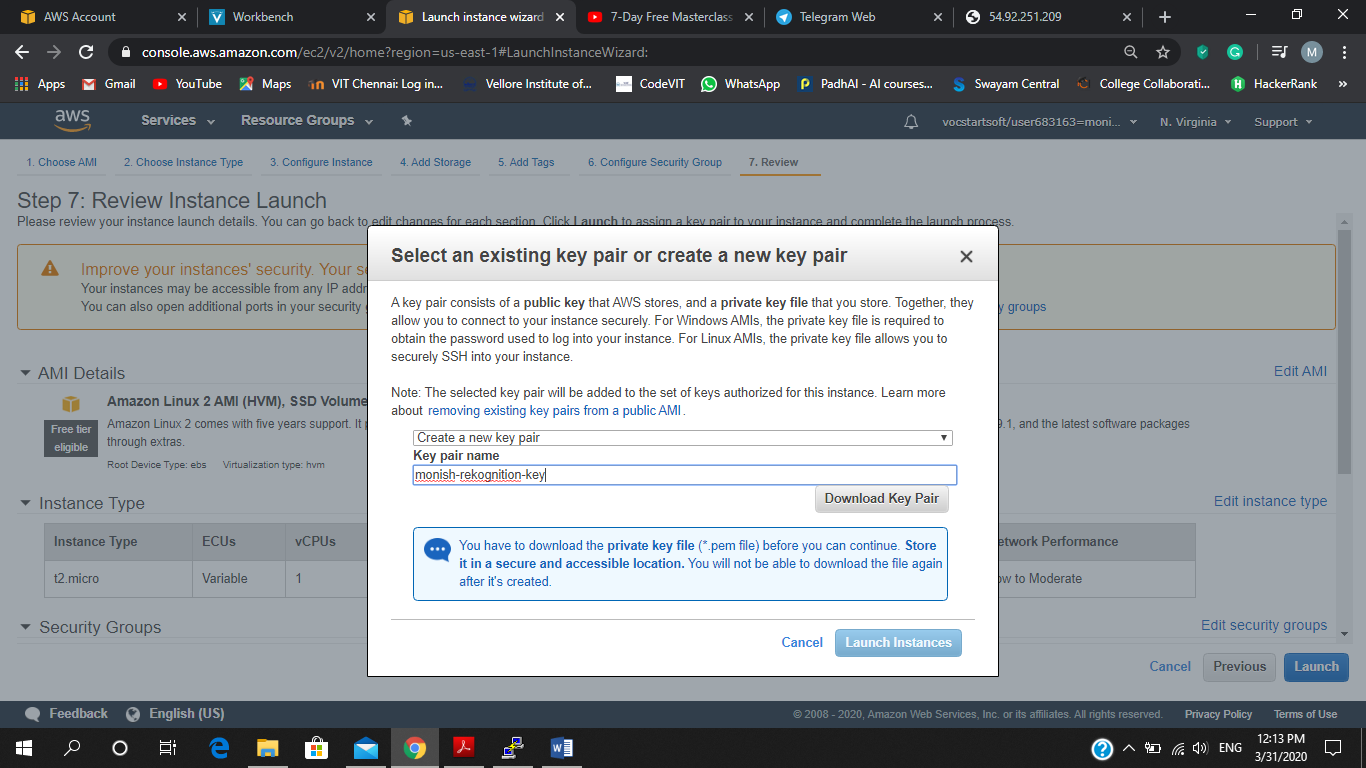 AWS Account
Workbench
Launch instance wizard
7-Day Free Masterclass
Telegram Web
54.92.251.209
console.aws.amazon.com/ec2/v2/home?region=us-east-1#LaunchInstanceWizard:
M
Apps
Gmail
YouTube
Maps
VIT Chennai: Log in...
Vellore Institute of...
CodeVIT
WhatsApp
PadhAI - AI courses...
Swayam Central
College Collaborati...
HackerRank
»
aws
Services
Resource Groups
vocstartsoft/user683163=moni...
N. Virginia
Support
1. Choose AMI
2. Choose Instance Type
3. Configure Instance
4. Add Storage
5. Add Tags
6. Configure Security Group
7. Review
Step 7: Review Instance Launch
Please review your instance launch details. You can go back to edit changes for each section. Click Launch to assign a key pair to your instance and complete the launch process.
Improve your instances' security. Your s
Your instances may be accessible from any IP addr
You can also open additional ports in your security
y groups
AMI Details
Edit AMI
Amazon Linux 2 AMI (HVM), SSD Volume
Free tier
eligible
Amazon Linux 2 comes with five years support. It
9.1, and the latest software packages
through extras.
Root Device Type: ebs Virtualization type: hvm
Instance Type
Edit instance type
Instance Type
ECUs
vCPUs
etwork Performance
t2.micro
Variable
1
ow to Moderate
Security Groups
Edit security groups
Cancel
Previous
Launch
Select an existing key pair or create a new key pair
A key pair consists of a public key that AWS stores, and a private key file that you store. Together, they
allow you to connect to your instance securely. For Windows AMIs, the private key file is required to
obtain the password used to log into your instance. For Linux AMIs, the private key file allows you to
securely SSH into your instance.
Note: The selected key pair will be added to the set of keys authorized for this instance. Learn more
about removing existing key pairs from a public AMI.
Create a new key pair
Key pair name
monish-rekognition-key
Download Key Pair
You have to download the private key file (*.pem file) before you can continue. Store
it in a secure and accessible location. You will not be able to download the file again
after it's created.
Cancel
Launch Instances
Feedback
English (US)
© 2008 - 2020, Amazon Web Services, Inc. or its affiliates. All rights reserved.
Privacy Policy
Terms of Use
ENG
12:13 PM
3/31/2020